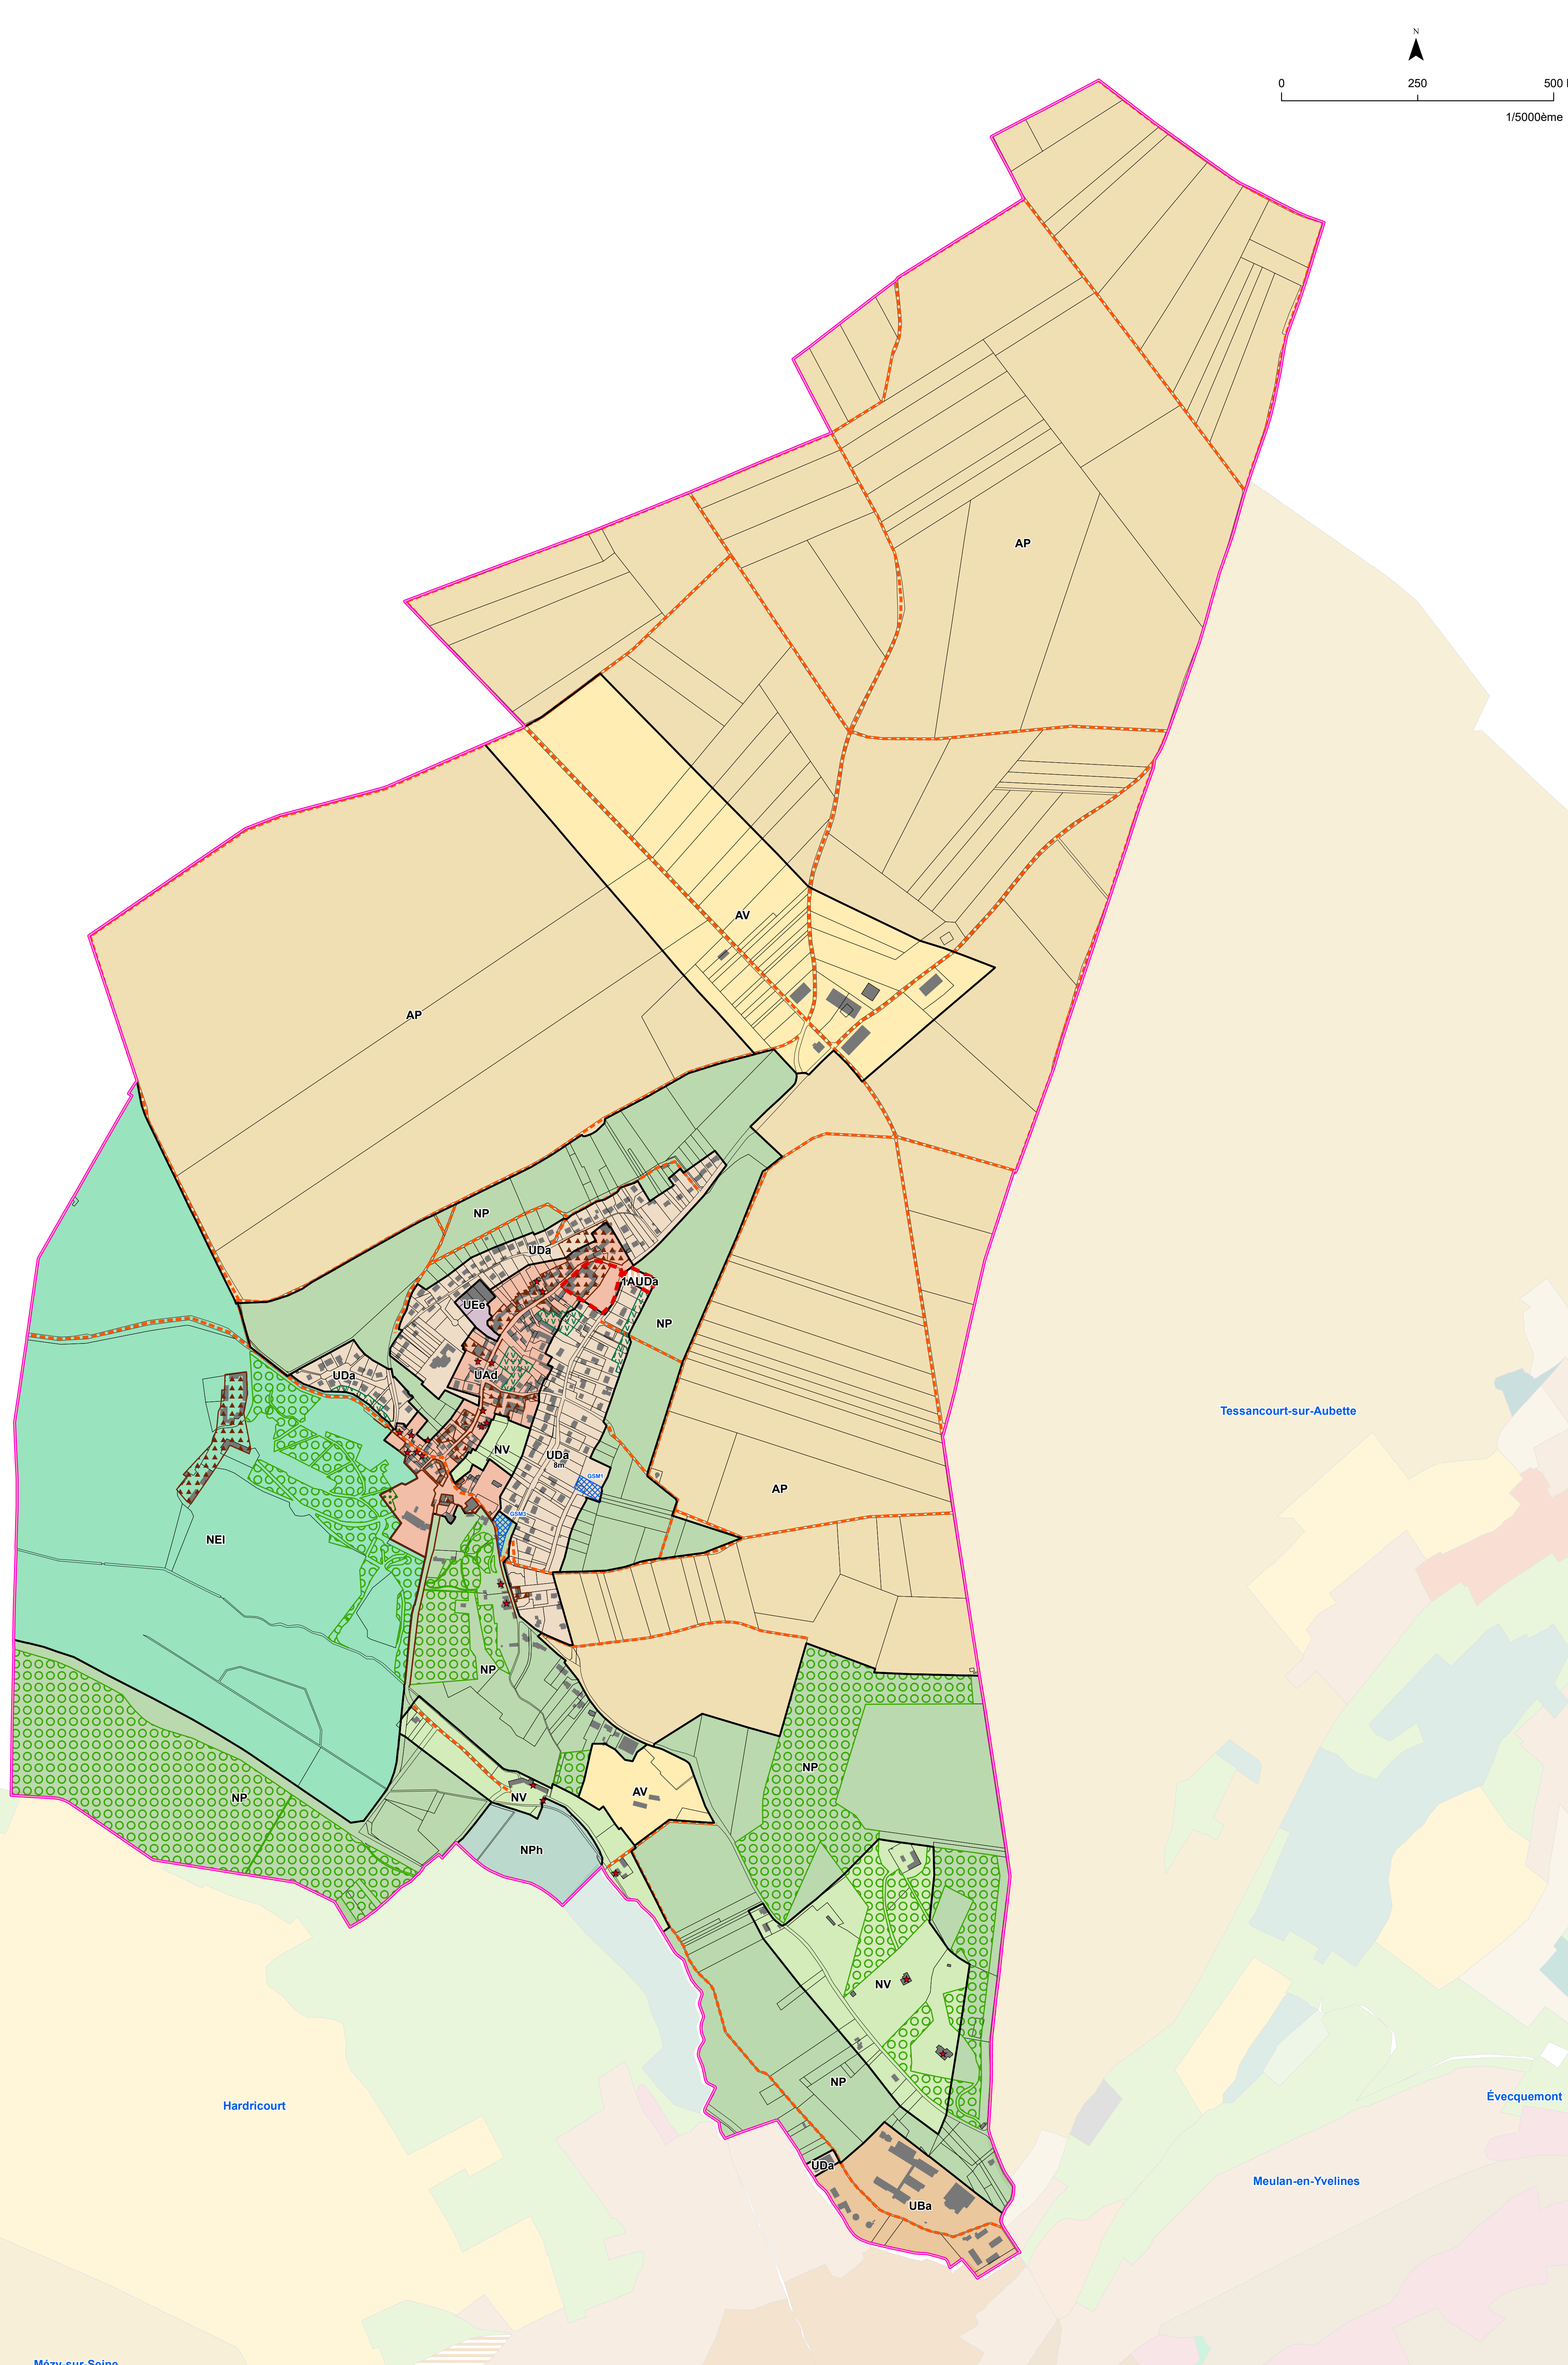 N
0 250 500
1/5000ème
AP
AV
AP
NP
UDa
1AUDa
UEe
NP
UDa
UAd
NV
UDa
8m
GSM1
AP
GSM3
NEl
Tessancourt-sur-Aubette
NP
NP
NP
NV
AV
NPh
NV
NP
Hardricourt
Évecquemont
UDa
Meulan-en-Yvelines
UBa
Mézy-sur-Seine